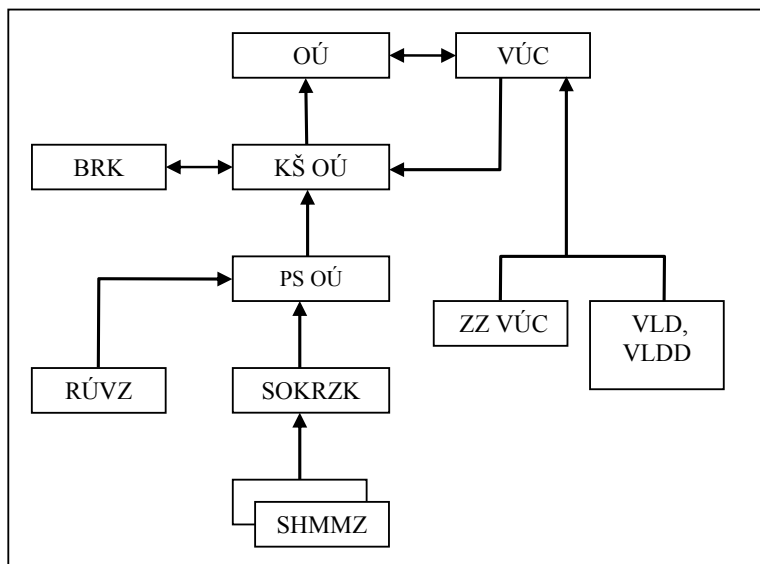 OÚ
VÚC
BRK
KŠ OÚ
PS OÚ
ZZ VÚC
VLD,
VLDD
RÚVZ
SOKRZK
SHMMZ